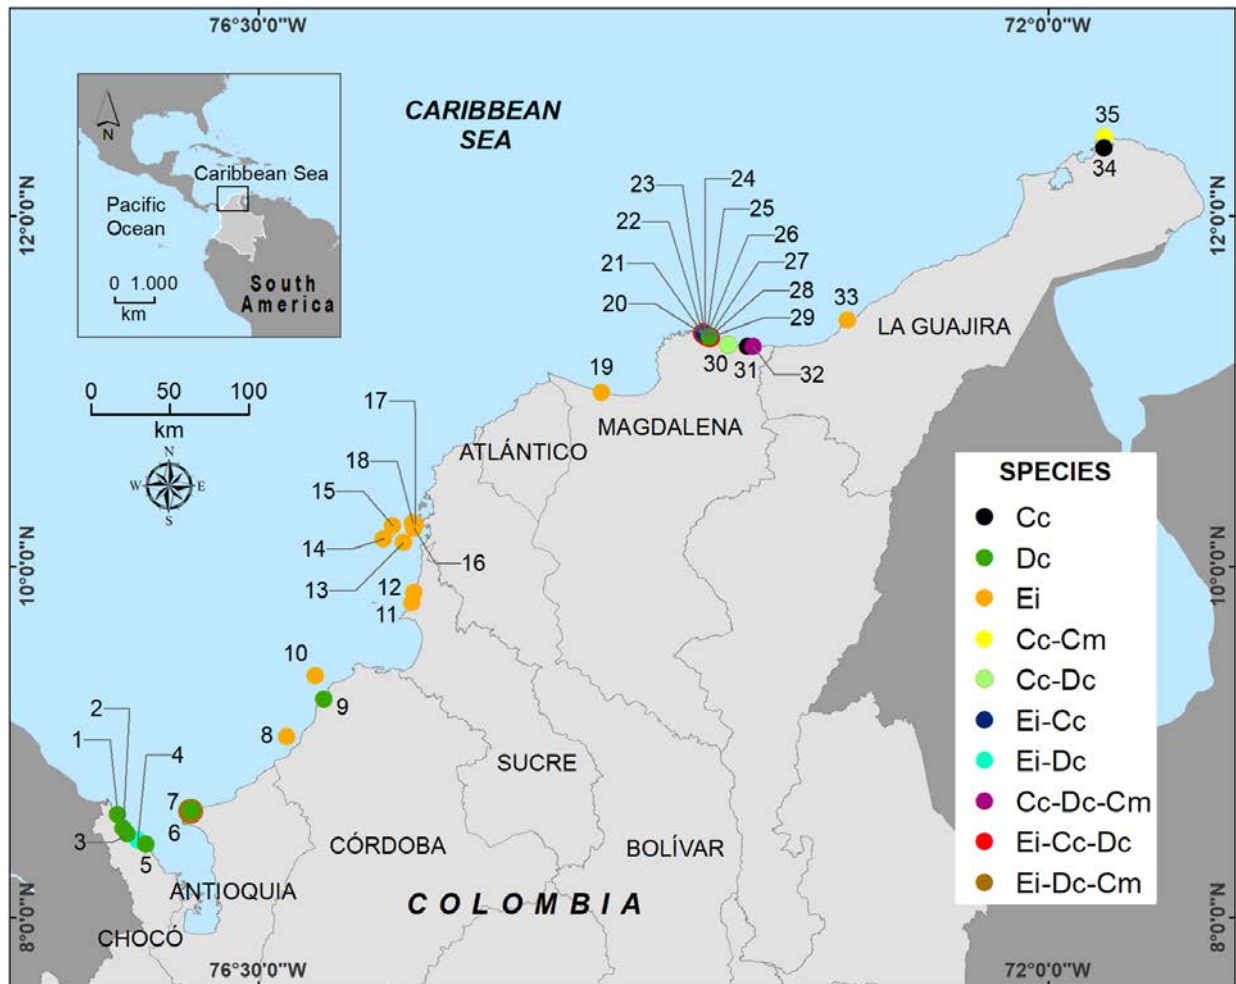 76°30'0"W
72°0'0"W
CARIBBEAN
SEA
N
Caribbean Sea
Pacific
Ocean
0 1.000
km
South
America
12°0'0"N
12°0'0"N
35
34
23
24
22
25
26
21
27
28
20
29
33
LA GUAJIRA
30
31
32
19
0 50 100
km
N
W
E
S
17
MAGDALENA
ATLÁNTICO
18
15
14
16
13
12
11
10°0'0"N
10°0'0"N
10
9
8
2
1
4
7
3
6
5
SUCRE
CÓRDOBA
BOLÍVAR
ANTIOQUIA
COLOMBIA
CHOCÓ
8°0'0"N
8°0'0"N
SPECIES
Cc
Dc
Ei
Cc-Cm
Cc-Dc
Ei-Cc
Ei-Dc
Cc-Dc-Cm
Ei-Cc-Dc
Ei-Dc-Cm
76°30'0"W
72°0'0"W